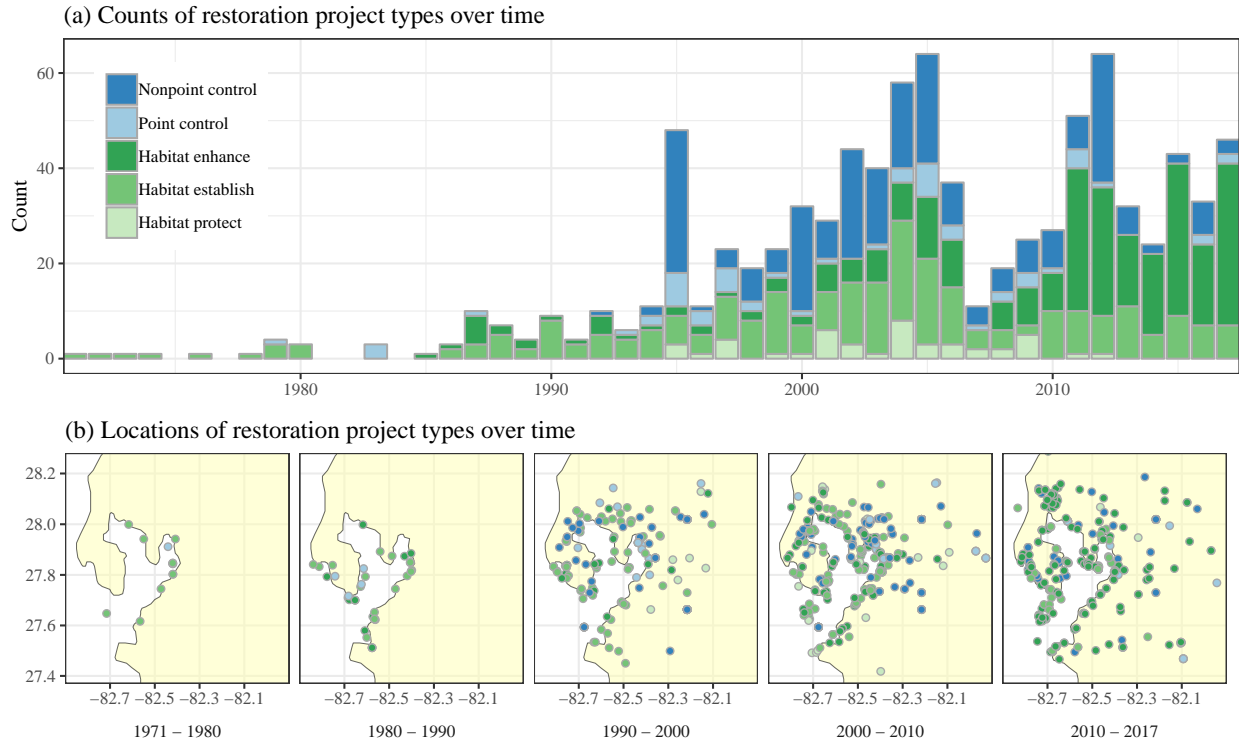 (a) Counts of restoration project types over time
Count
60
40
20
0
Nonpoint control
Point control
Habitat enhance
Habitat establish
Habitat protect
1980 1990 2000 2010
(b) Locations of restoration project types over time
28.2
28.0
27.8
27.6
27.4
−82.7 −82.5 −82.3 −82.1 −82.7 −82.5 −82.3 −82.1 −82.7 −82.5 −82.3 −82.1 −82.7 −82.5 −82.3 −82.1 −82.7 −82.5 −82.3 −82.1
1971 − 1980 1980 − 1990 1990 − 2000 2000 − 2010 2010 − 2017